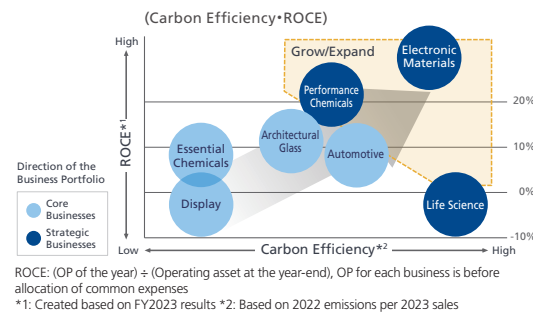 (Carbon Efficiency•ROCE)
High
Grow/Expand
Electronic
Materials
Performance
Chemicals
20%
ROCE*1
Architectural
Glass
Essential
Chemicals
Automotive
10%
Direction of the
Business Portfolio
Core
Businesses
Strategic
Businesses
Display
Life Science
0%
-10%
Low
Carbon Efficiency*2
High
ROCE: (OP of the year) ÷ (Operating asset at the year-end), OP for each business is before
allocation of common expenses
*1: Created based on FY2023 results *2: Based on 2022 emissions per 2023 sales